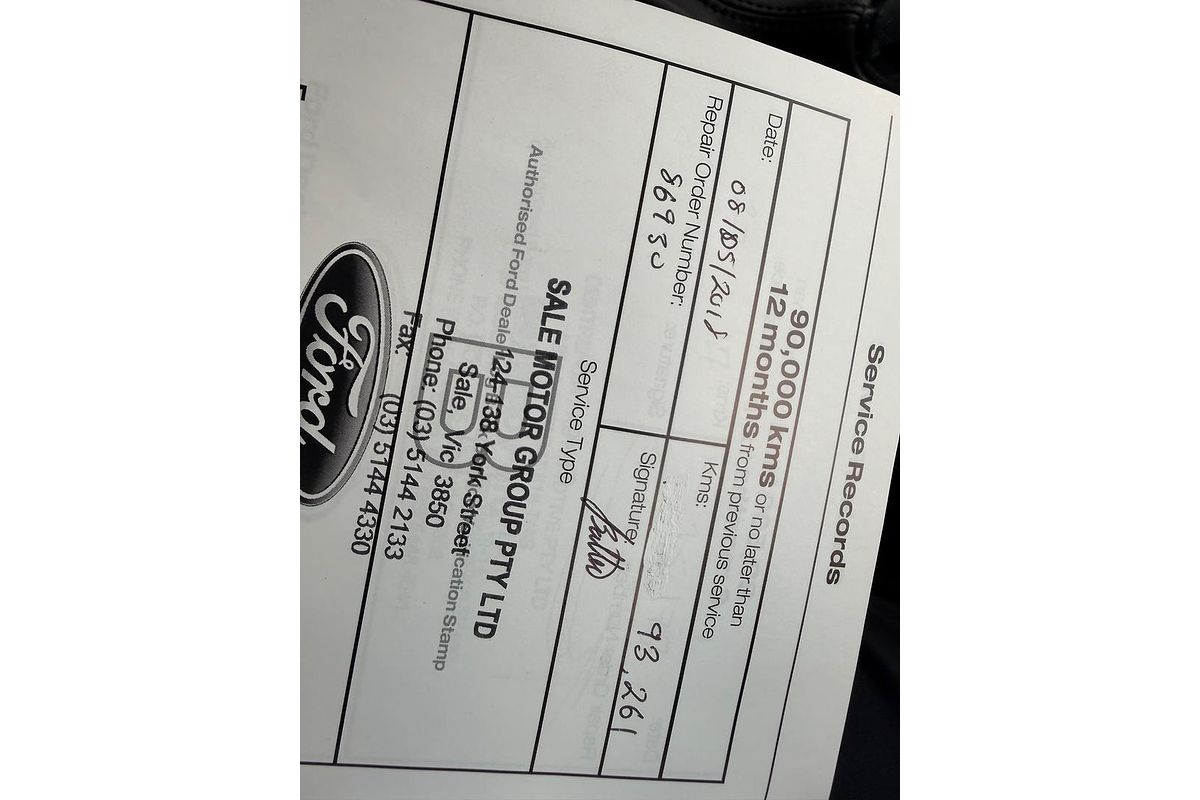 Service Records
90,000 kms or no later than
12 months from previous service
Date: 08/05/2018
Kms: 93,261
Repair Order Number:
86930
Signature:
Service Type
SALE MOTOR GROUP PTY LTD
Authorised Ford Dealer
124-138 York Street
ication Stamp
Sale, Vic 3850
Phone: (03) 5144 2133
Fax: (03) 5144 4330
Ford